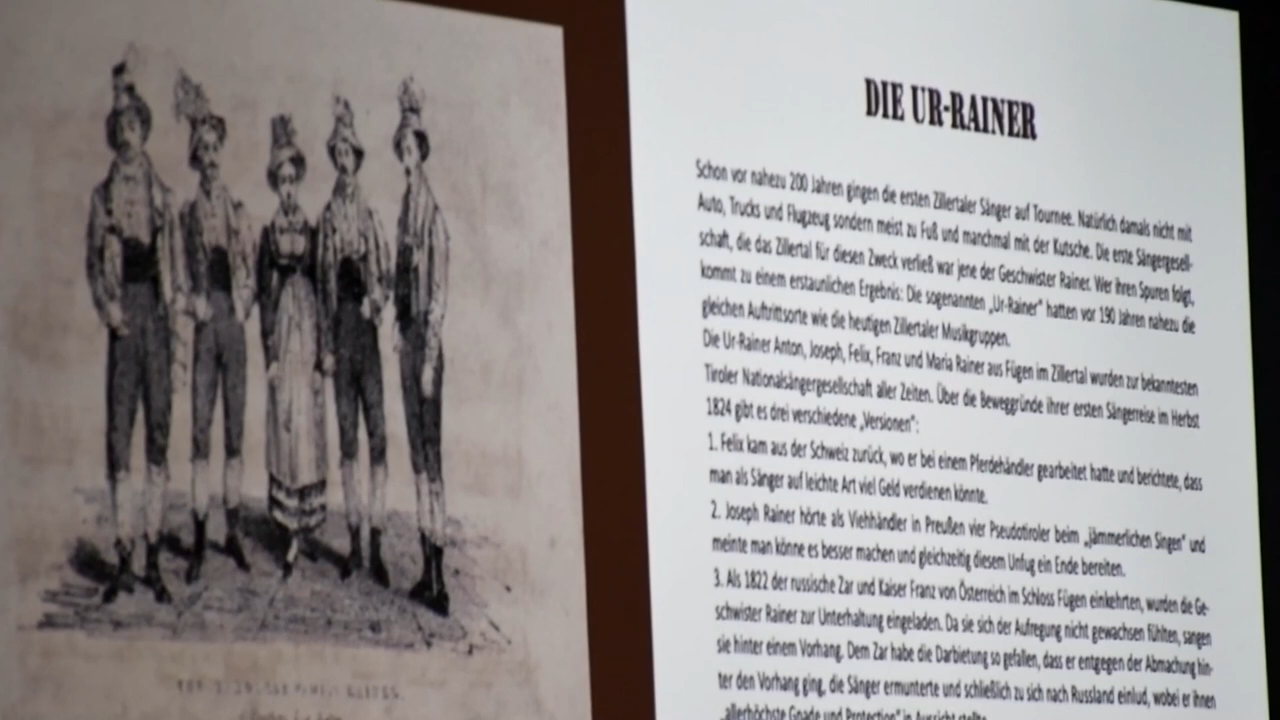 DIE UR-RAINER
Schon vor nahezu 200 Jahren gingen die ersten Zillertaler Sänger auf Tournee. Natürlich damals nicht mit
Auto, Trucks und Flugzeug sondern meist zu Fuß und manchmal mit der Kutsche. Die erste Sängergesell-
schaft, die das Zillertal für diesen Zweck verließ war jene der Geschwister Rainer. Wer ihren Spuren folgt,
kommt zu einem erstaunlichen Ergebnis: Die sogenannten „Ur-Rainer" hatten vor 190 Jahren nahezu die
gleichen Auftrittsorte wie die heutigen Zillertaler Musikgruppen.
Die Ur-Rainer Anton, Joseph, Felix, Franz und Maria Rainer aus Fügen im Zillertal wurden zur bekanntesten
Tiroler Nationalsängergesellschaft aller Zeiten. Über die Beweggründe ihrer ersten Sängerreise im Herbst
1824 gibt es drei verschiedene „Versionen":
1. Felix kam aus der Schweiz zurück, wo er bei einem Pferdehändler gearbeitet hatte und berichtete, dass
man als Sänger auf leichte Art viel Geld verdienen könnte.
2. Joseph Rainer hörte als Viehhändler in Preußen vier Pseudotiroler beim „jämmerlichen Singen" und
meinte man könne es besser machen und gleichzeitig diesem Unfug ein Ende bereiten.
3. Als 1822 der russische Zar und Kaiser Franz von Österreich im Schloss Fügen einkehrten, wurden die Ge-
schwister Rainer zur Unterhaltung eingeladen. Da sie sich der Aufregung nicht gewachsen fühlten, sangen
sie hinter einem Vorhang. Dem Zar habe die Darbietung so gefallen, dass er entgegen der Abmachung hin-
ter den Vorhang ging, die Sänger ermunterte und schließlich zu sich nach Russland einlud, wobei er ihnen
„allerhöchste Gnade und Protection" in Aussicht stellte